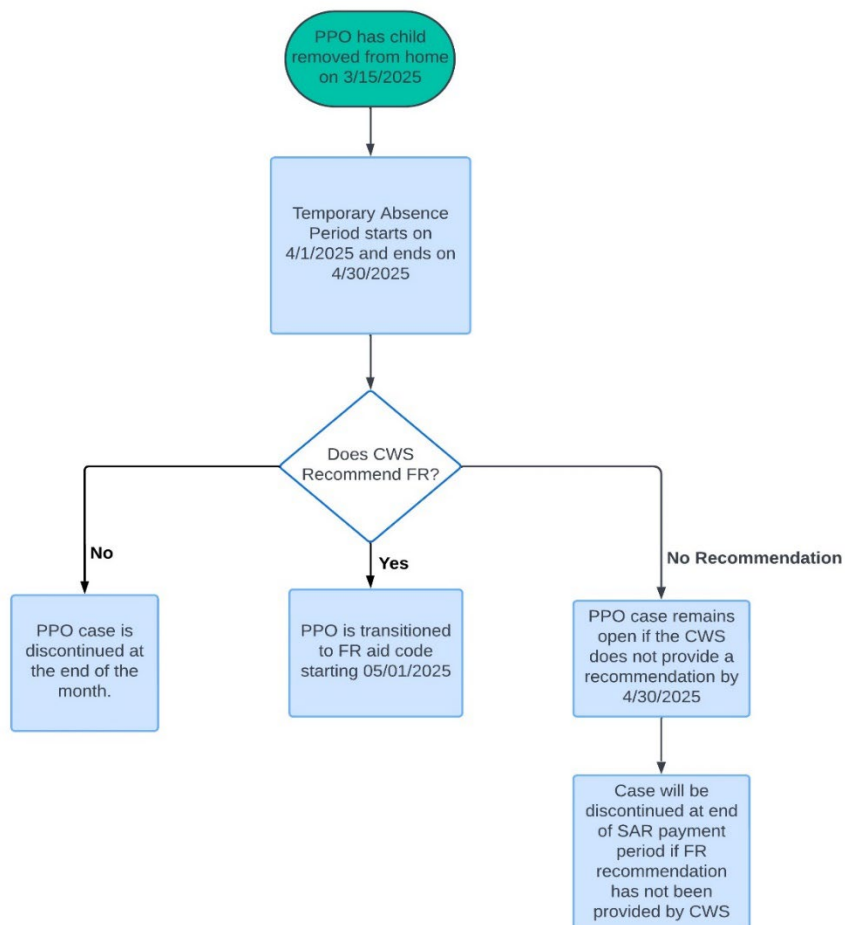 PPO has child
removed from home
on 3/15/2025
Temporary Absence
Period starts on
4/1/2025 and ends on
4/30/2025
Does CWS
Recommend FR?
No
Yes
No Recommendation
PPO case is
discontinued at
the end of the
month.
PPO is transitioned
to FR aid code
starting 05/01/2025
PPO case remains
open if the CWS
does not provide a
recommendation by
4/30/2025
Case will be
discontinued at end
of SAR payment
period if FR
recommendation
has not been
provided by CWS